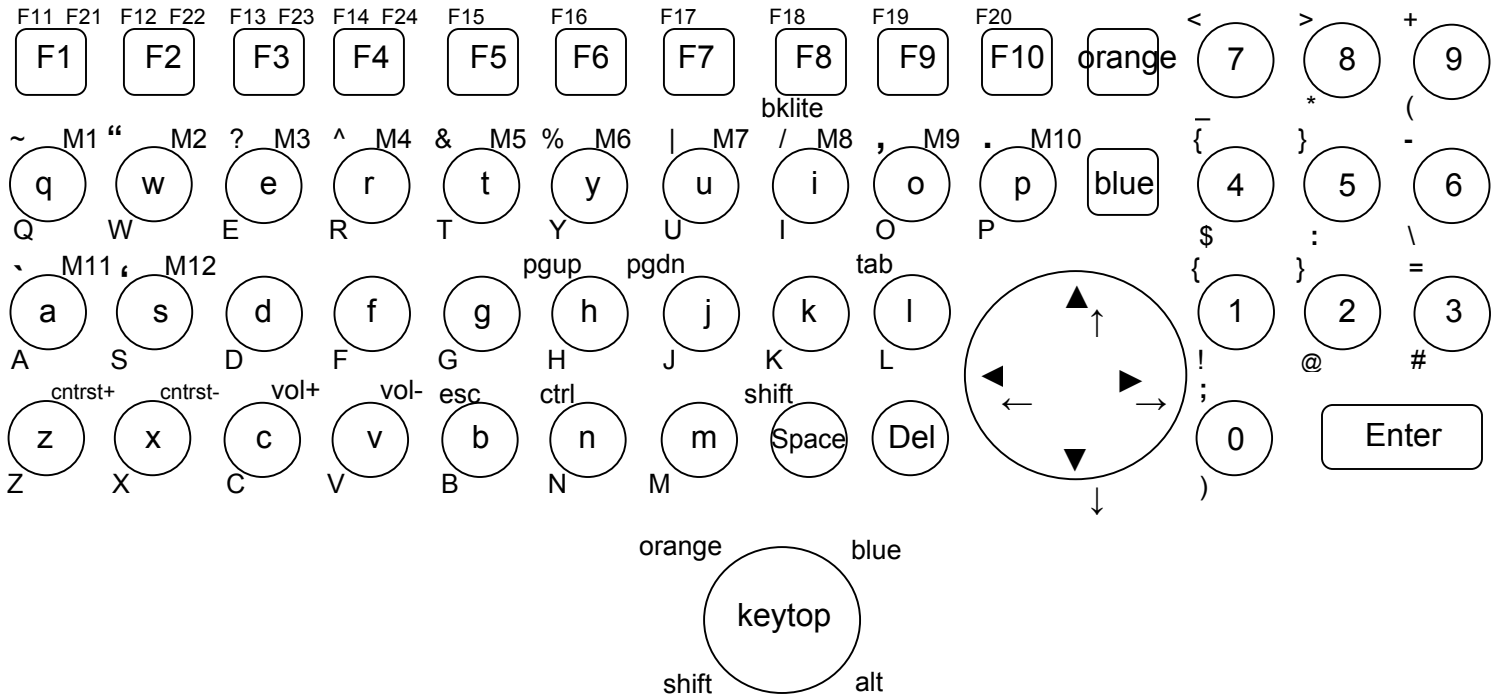 F11 F21 F12 F22 F13 F23 F14 F24 F15 F16 F17 F18 F19 F20 < > +
F1 F2 F3 F4 F5 F6 F7 F8 F9 F10 orange 7 8 9
bklite _ * (
~ M1 “ M2 ? M3 ^ M4 & M5 % M6 | M7 / M8 , M9 . M10 { } -
q w e r t y u i o p blue 4 5 6
Q W E R T Y U I O P $ : \
` M11 ‘ M12 pgup pgdn tab { } =
a s d f g h j k l ▲ ↑ 1 2 3
A S D F G H J K L ! @ #
◄ ► ← →
cntrst+ cntrst- vol+ vol- esc ctrl shift ;
z x c v b n m Space Del ▼ 0 Enter
Z X C V B N M ↓ )
orange blue
keytop
shift alt